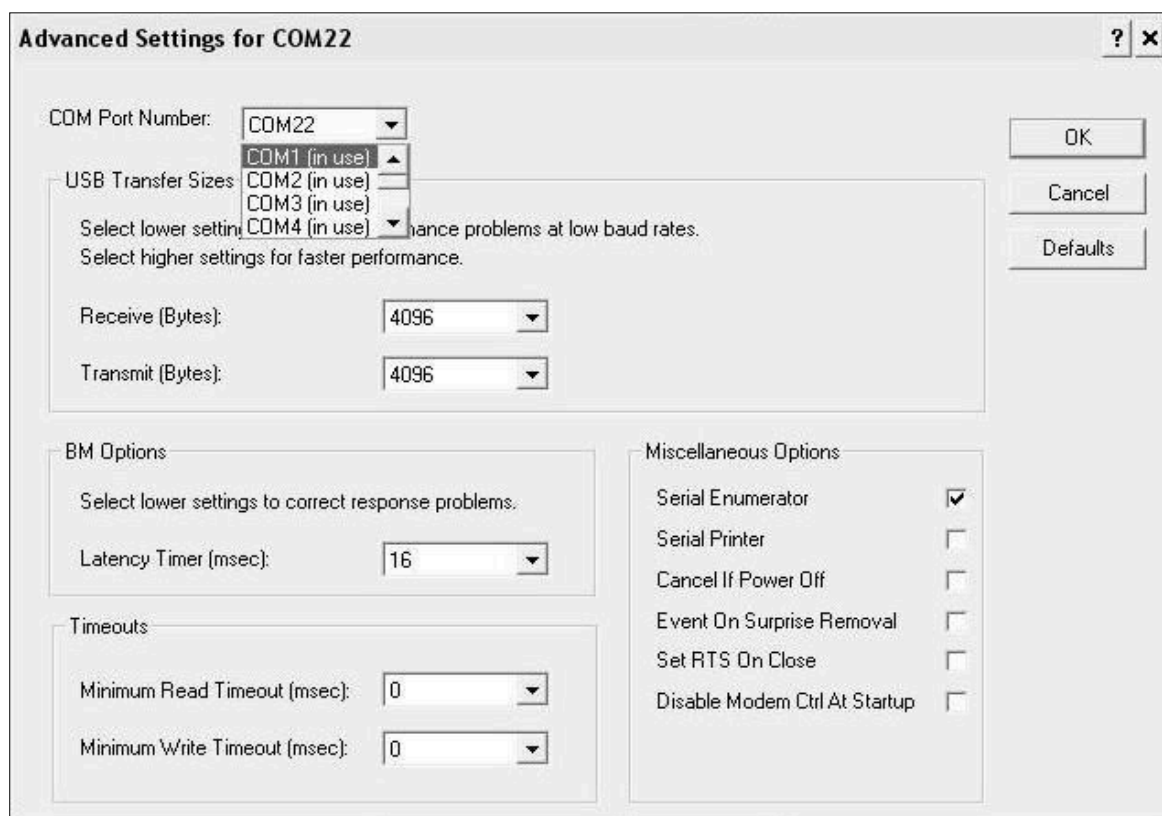 Advanced Settings for COM22
? ×
COM Port Number: COM22
COM1 (in use)
COM2 (in use)
COM3 (in use)
COM4 (in use)
OK
Cancel
Defaults
USB Transfer Sizes
Select lower settin mance problems at low baud rates.
Select higher settings for faster performance.
Receive (Bytes): 4096
Transmit (Bytes): 4096
BM Options
Select lower settings to correct response problems.
Latency Timer (msec): 16
Timeouts
Minimum Read Timeout (msec): 0
Minimum Write Timeout (msec): 0
Miscellaneous Options
Serial Enumerator
Serial Printer
Cancel If Power Off
Event On Surprise Removal
Set RTS On Close
Disable Modem Ctrl At Startup